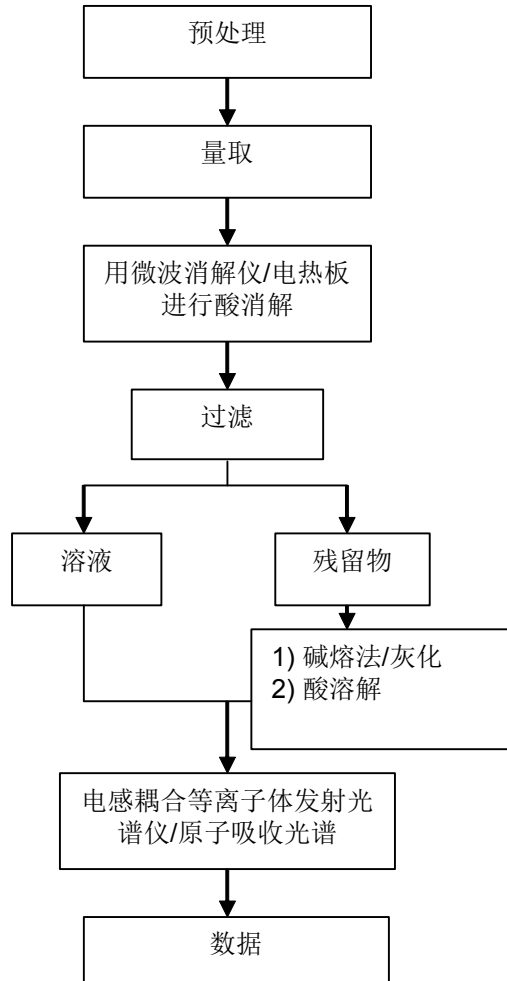 预处理
量取
用微波消解仪/电热板
进行酸消解
过滤
溶液
残留物
1) 碱熔法/灰化
2) 酸溶解
电感耦合等离子体发射光
谱仪/原子吸收光谱
数据